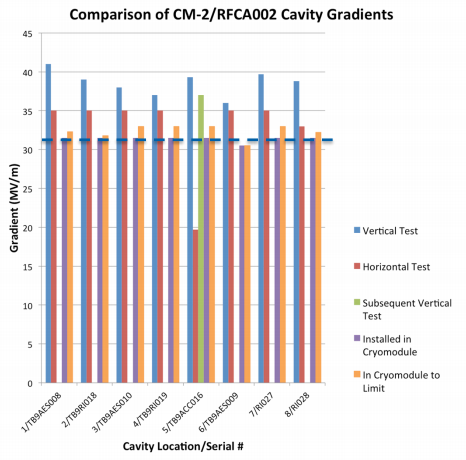 Comparison of CM-2/RFCA002 Cavity Gradients
45
40
35
30
25
20
15
10
5
0
Gradient (MV/m)
1/TB9AES008
2/TB9RI018
3/TB9AES010
4/TB9RI019
5/TB9ACC016
6/TB9AES009
7/RI027
8/RI028
Cavity Location/Serial #
Vertical Test
Horizontal Test
Subsequent Vertical
Test
Installed in
Cryomodule
In Cryomodule to
Limit